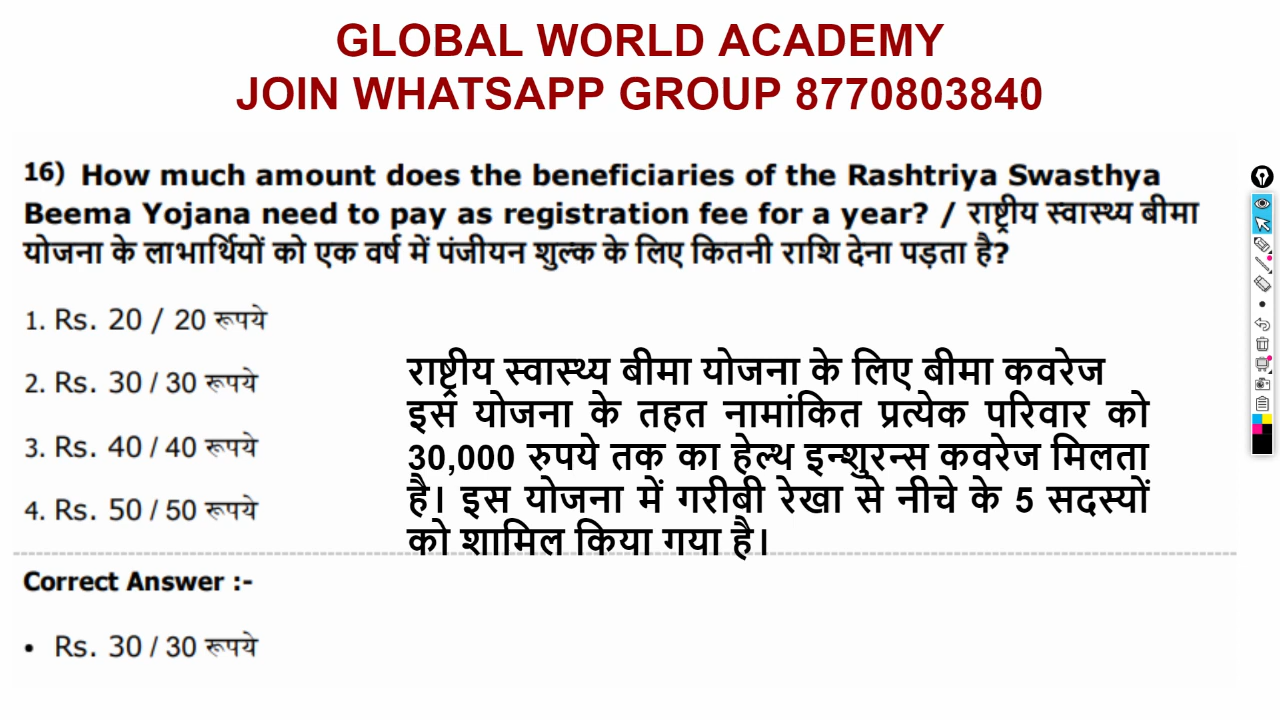 GLOBAL WORLD ACADEMY
JOIN WHATSAPP GROUP 8770803840
16) How much amount does the beneficiaries of the Rashtriya Swasthya
Beema Yojana need to pay as registration fee for a year? / राष्ट्रीय स्वास्थ्य बीमा
योजना के लाभार्थियों को एक वर्ष में पंजीयन शुल्क के लिए कितनी राशि देना पड़ता है?
1. Rs. 20 / 20 रूपये
2. Rs. 30 / 30 रूपये
3. Rs. 40 / 40 रूपये
4. Rs. 50 / 50 रूपये
राष्ट्रीय स्वास्थ्य बीमा योजना के लिए बीमा कवरेज
इस योजना के तहत नामांकित प्रत्येक परिवार को
30,000 रुपये तक का हेल्थ इन्शुरन्स कवरेज मिलता
है। इस योजना में गरीबी रेखा से नीचे के 5 सदस्यों
को शामिल किया गया है।
Correct Answer :-
• Rs. 30 / 30 रूपये